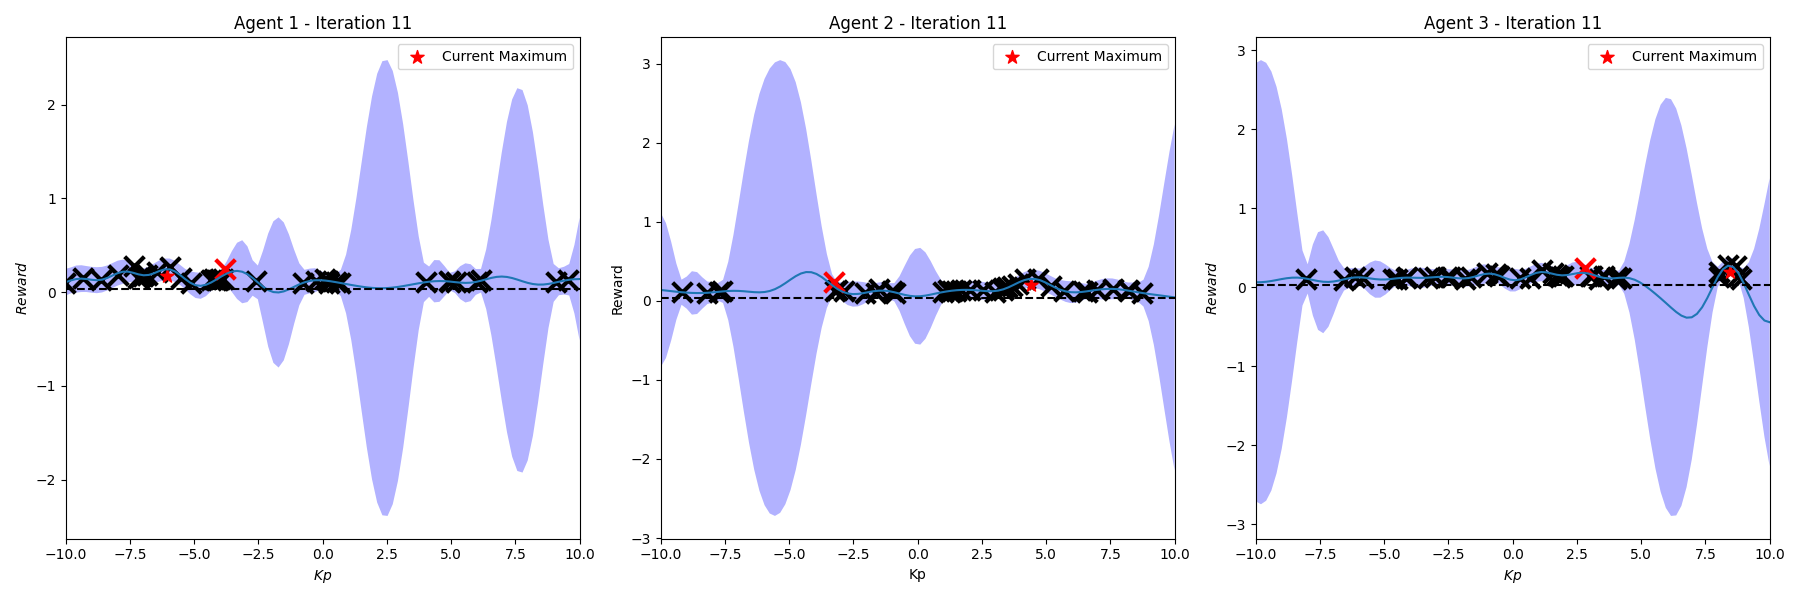 Agent 1 - Iteration 11
Current Maximum
2
1
0
−1
−2
Reward
−10.0 −7.5 −5.0 −2.5 0.0 2.5 5.0 7.5 10.0
Kp
Agent 2 - Iteration 11
Current Maximum
3
2
1
0
−1
−2
−3
Reward
−10.0 −7.5 −5.0 −2.5 0.0 2.5 5.0 7.5 10.0
Kp
Agent 3 - Iteration 11
Current Maximum
3
2
1
0
−1
−2
−3
Reward
−10.0 −7.5 −5.0 −2.5 0.0 2.5 5.0 7.5 10.0
Kp